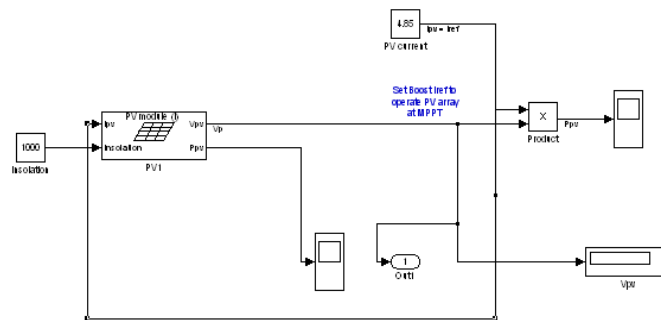 4.85
Ipv = Iref
PV current
Set Boost Iref to
operate PV array
at MPPT
PV module (I)
Ipv
Vpv
Vp
Insolation
Ppv
PV1
1000
Insolation
X
Ppv
Product
1
Out1
Vpv